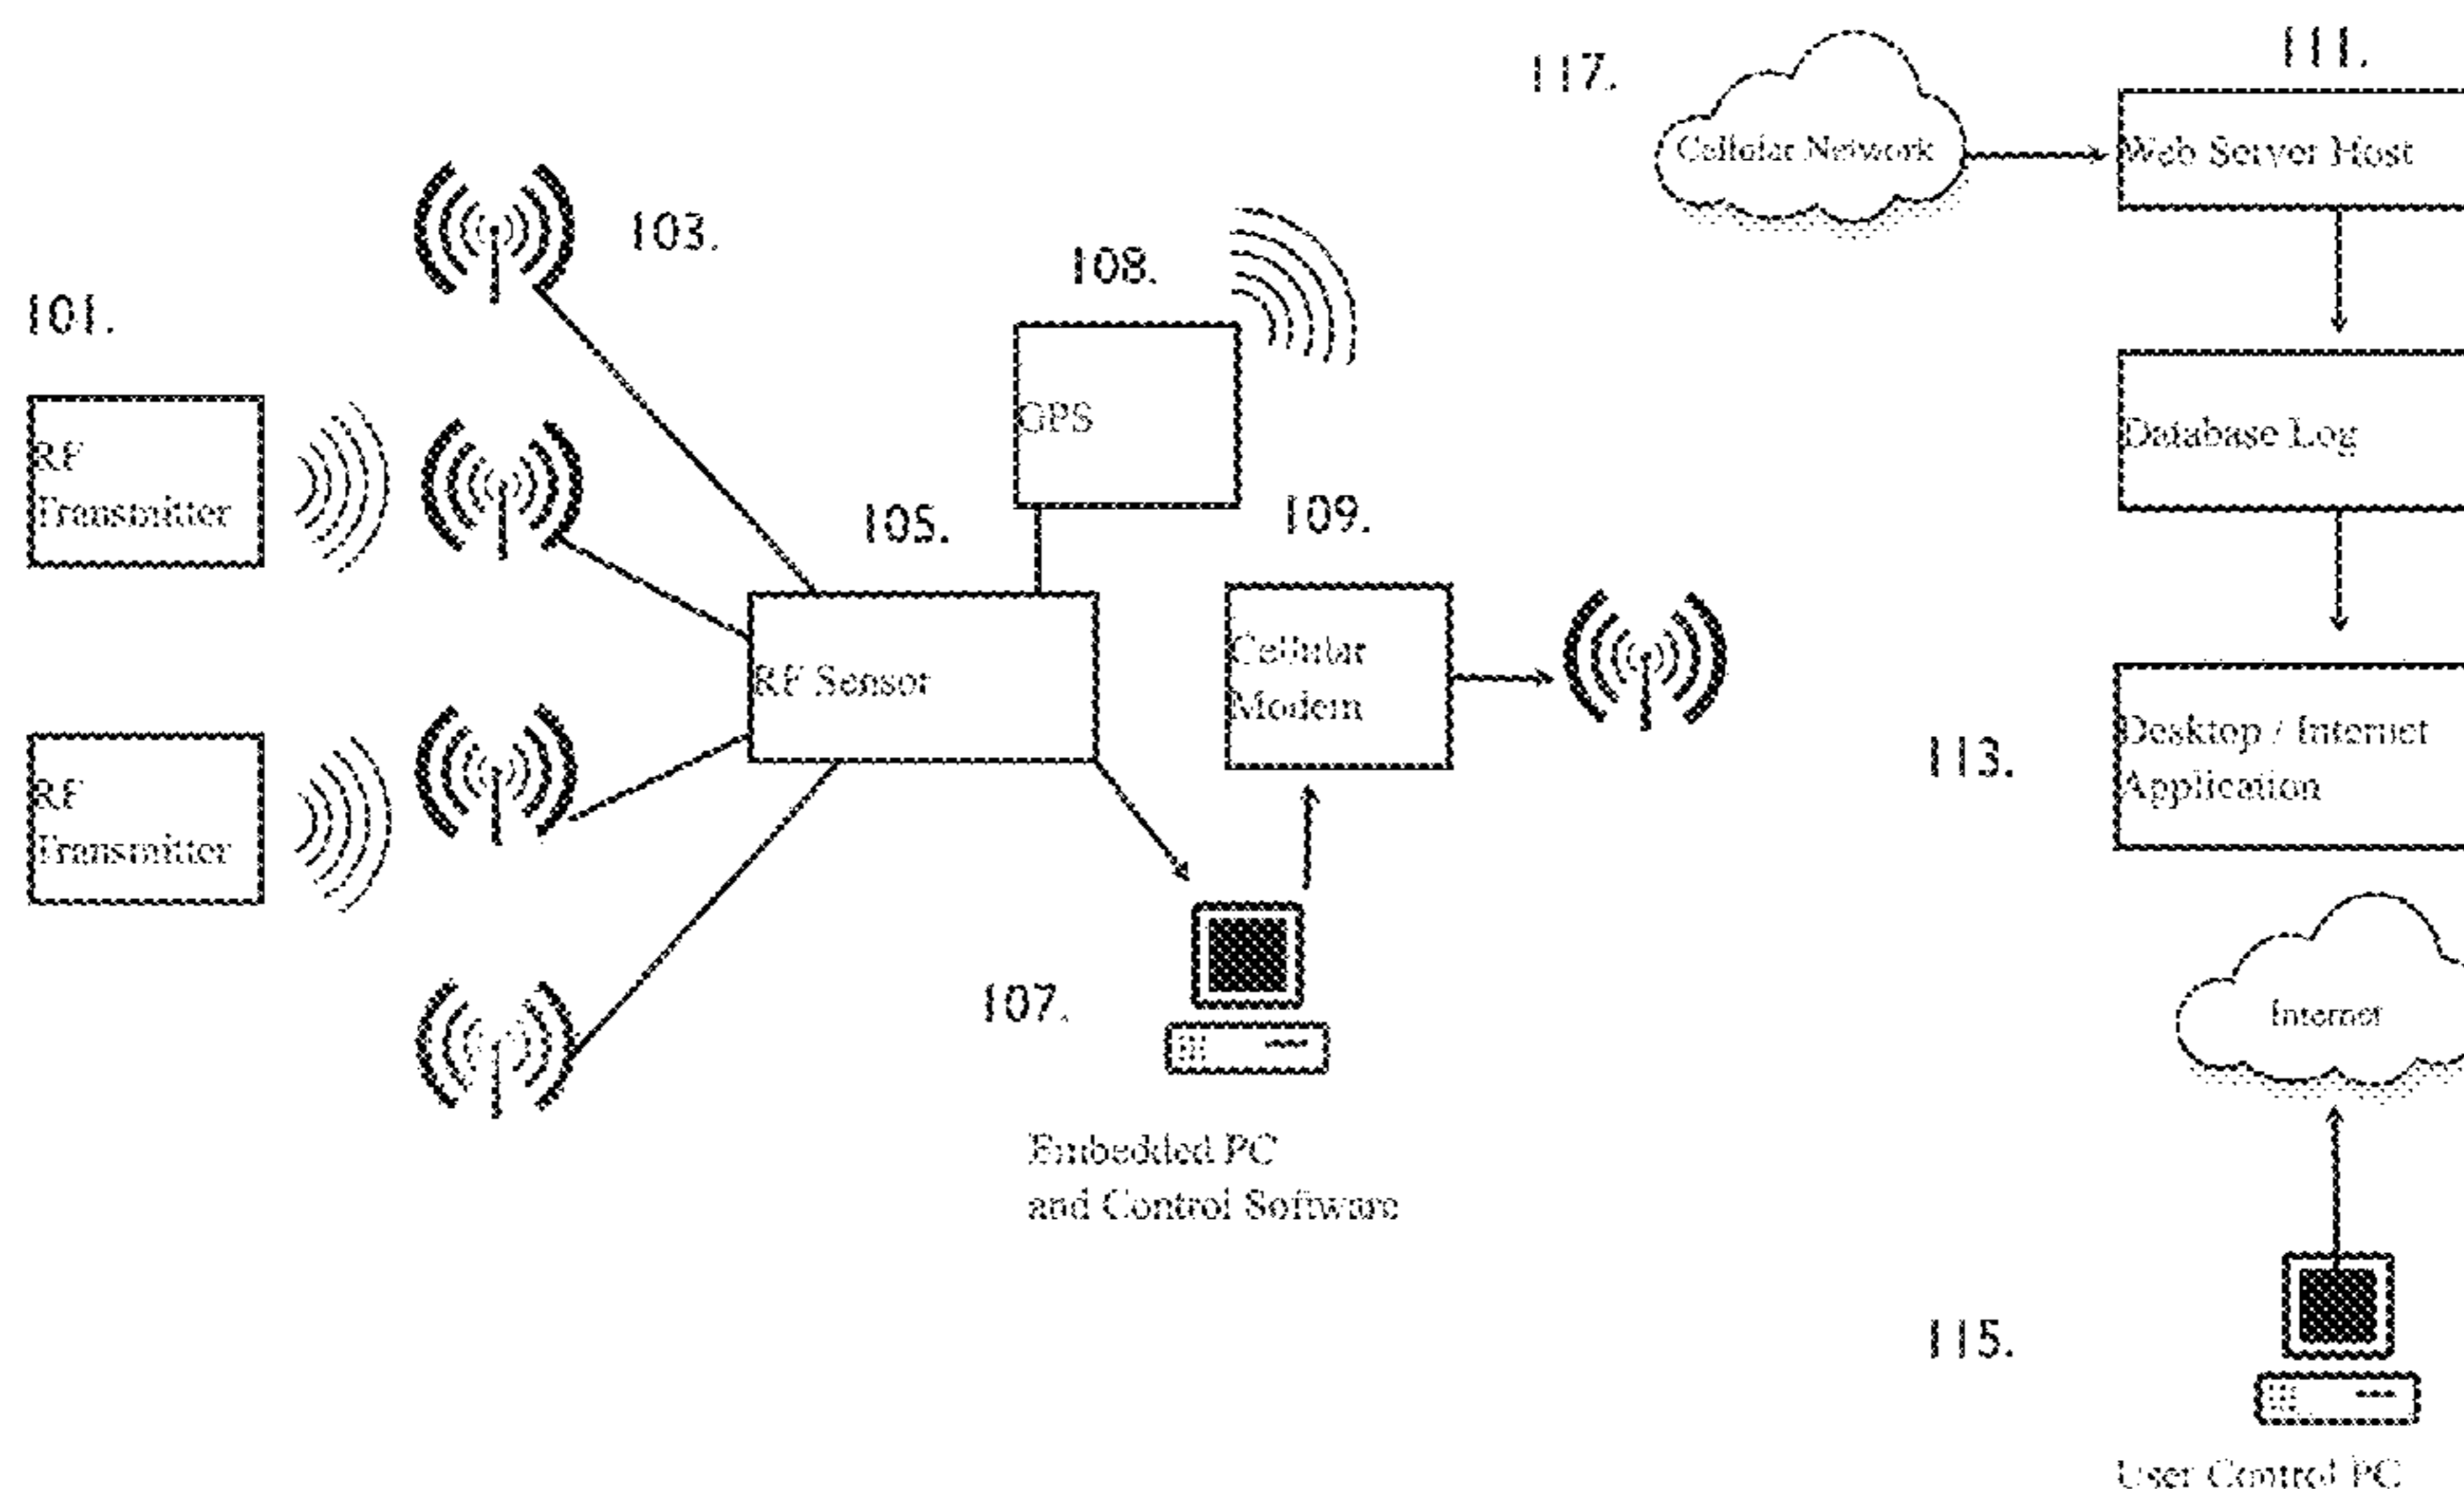 117.
111.
Cellular Network
Web Server Host
103.
108.
101.
GPS
Database Log
RF
Transmitter
105.
109.
RF Sensor
Cellular
Modem
113.
Desktop / Internet
Application
RF
Transmitter
107.
Internet
Embedded PC
and Control Software
115.
User Control PC